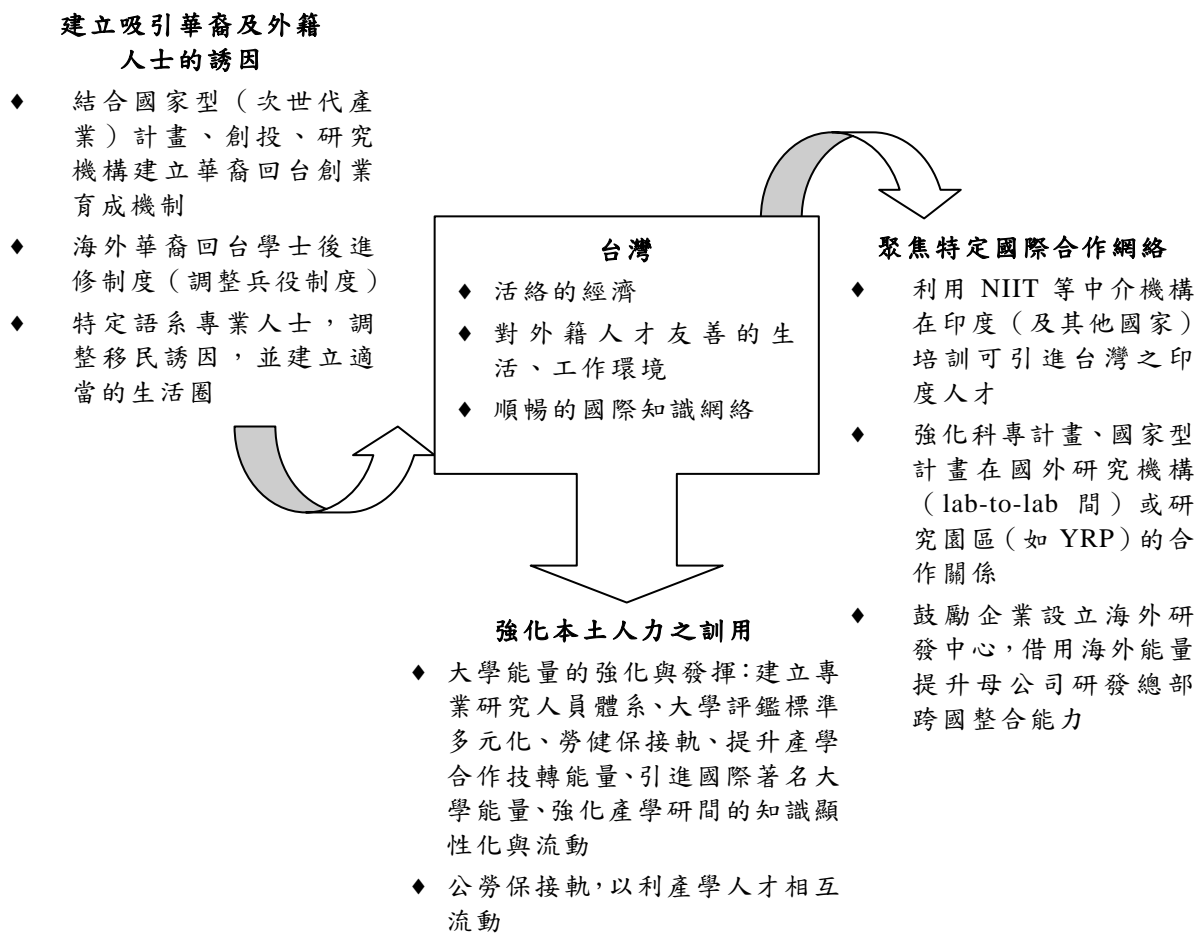 建立吸引華裔及外籍
人士的誘因
♦ 結合國家型（次世代產
業）計畫、創投、研究
機構建立華裔回台創業
育成機制
♦ 海外華裔回台學士後進
修制度（調整兵役制度）
♦ 特定語系專業人士，調
整移民誘因，並建立適
當的生活圈
台灣
♦ 活絡的經濟
♦ 對外籍人才友善的生
活、工作環境
♦ 順暢的國際知識網絡
聚焦特定國際合作網絡
♦ 利用 NIIT 等中介機構
在印度（及其他國家）
培訓可引進台灣之印
度人才
♦ 強化科專計畫、國家型
計畫在國外研究機構
（lab-to-lab 間）或研
究園區（如 YRP）的合
作關係
♦ 鼓勵企業設立海外研
發中心，借用海外能量
提升母公司研發總部
跨國整合能力
強化本土人力之訓用
♦ 大學能量的強化與發揮：建立專
業研究人員體系、大學評鑑標準
多元化、勞健保接軌、提升產學
合作技轉能量、引進國際著名大
學能量、強化產學研間的知識顯
性化與流動
♦ 公勞保接軌，以利產學人才相互
流動